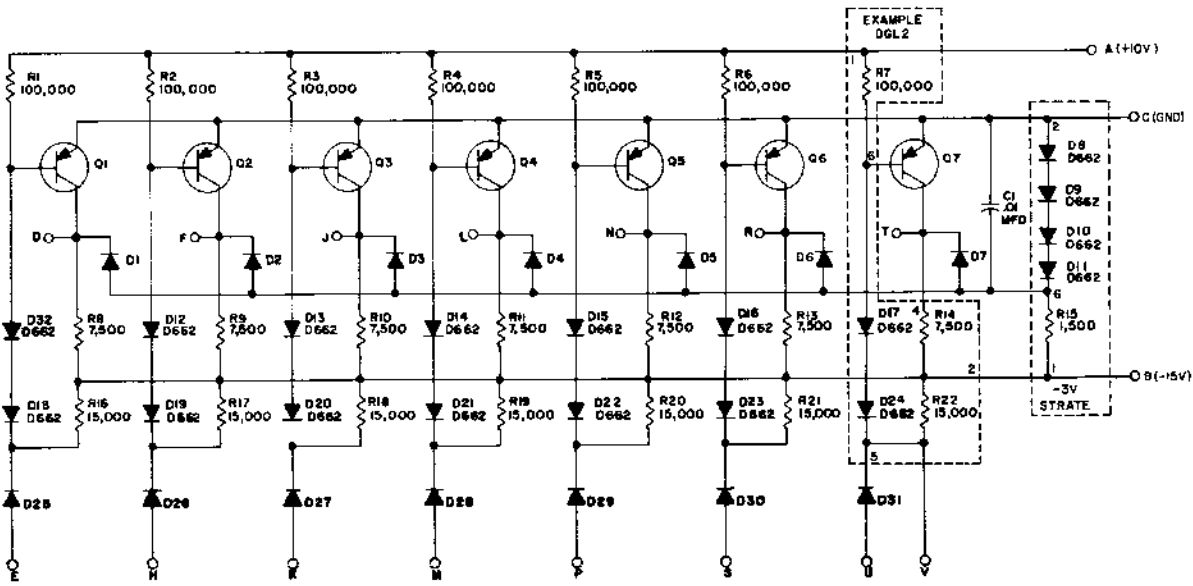 EXAMPLE
DGL2
A (+10V)
R1
100,000
R2
100,000
R3
100,000
R4
100,000
R5
100,000
R6
100,000
R7
100,000
C (GND)
2
Q1
Q2
Q3
Q4
Q5
Q6
6
Q7
D8
D662
C1
.01
MFD
D9
D662
D10
D662
D11
D662
D
D1
F
D2
J
D3
L
D4
N
D5
R
D6
T
D7
6
D32
D662
R8
7,500
D12
D662
R9
7,500
D13
D662
R10
7,500
D14
D662
R11
7,500
D15
D662
R12
7,500
D16
D662
R13
7,500
D17
D662
4
R14
7,500
R15
1,500
2
1
B (-15V)
-3V
STRATE
D18
D662
R16
15,000
D19
D662
R17
15,000
D20
D662
R18
15,000
D21
D662
R19
15,000
D22
D662
R20
15,000
D23
D662
R21
15,000
D24
D662
R22
15,000
5
D25
D26
D27
D28
D29
D30
D31
E
H
K
M
P
S
U
V